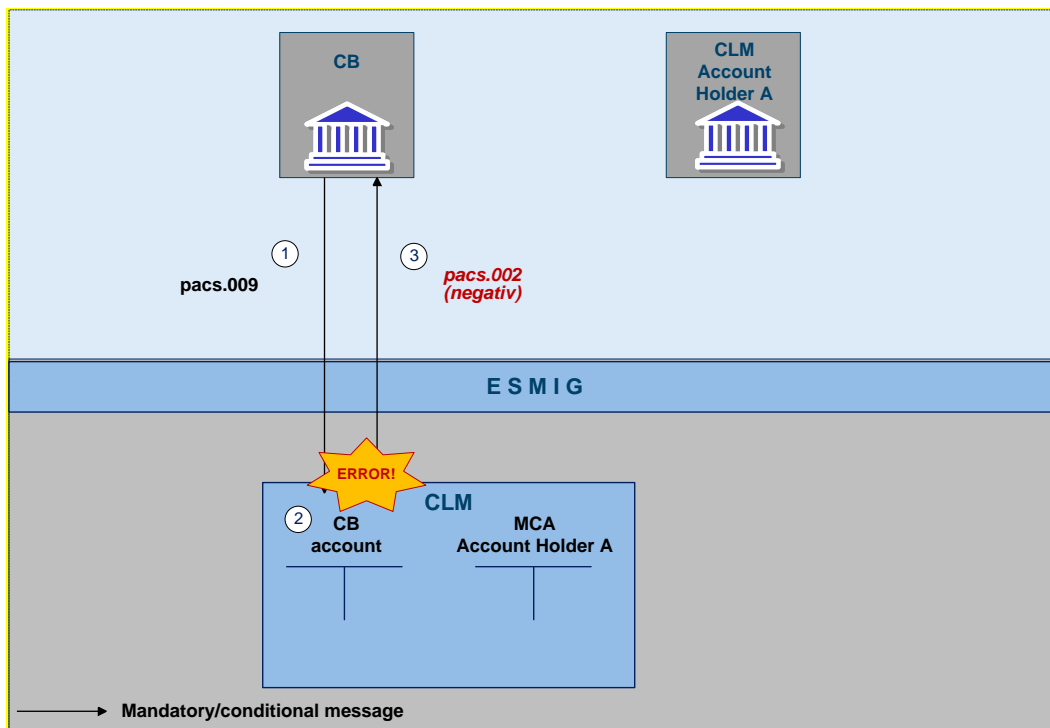 CB
CLM
Account
Holder A
1
3
pacs.009
pacs.002
(negativ)
E S M I G
ERROR!
CLM
2
CB
account
MCA
Account Holder A
Mandatory/conditional message